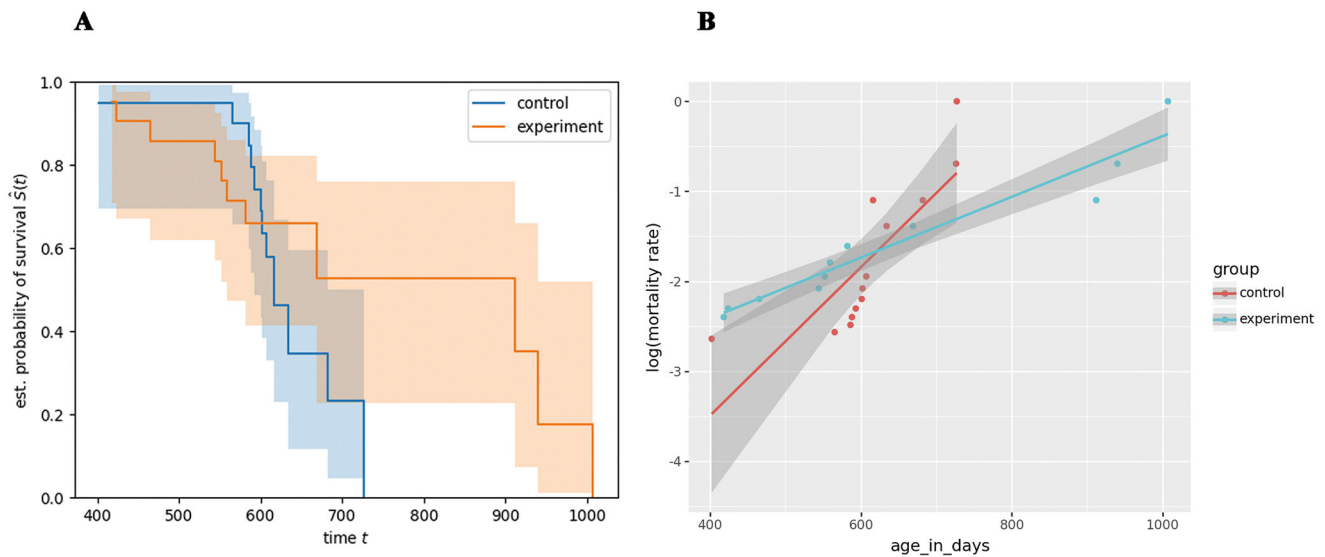 A
B
1.0
0.8
0.6
0.4
0.2
0.0
est. probability of survival Ŝ(t)
control
experiment
400 500 600 700 800 900 1000
time t
0
-1
-2
-3
-4
log(mortality rate)
400 600 800 1000
age_in_days
group
control
experiment